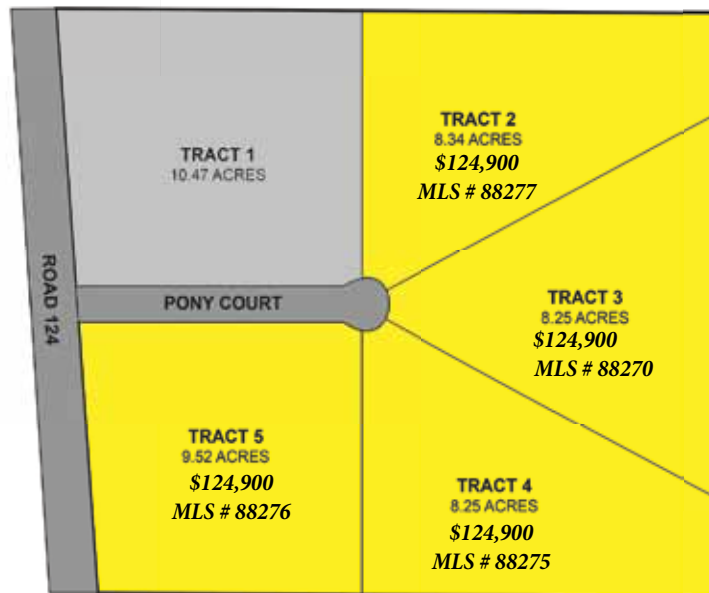 TRACT 1
10.47 ACRES
TRACT 2
8.34 ACRES
$124,900
MLS # 88277
ROAD 124
PONY COURT
TRACT 3
8.25 ACRES
$124,900
MLS # 88270
TRACT 5
9.52 ACRES
$124,900
MLS # 88276
TRACT 4
8.25 ACRES
$124,900
MLS # 88275